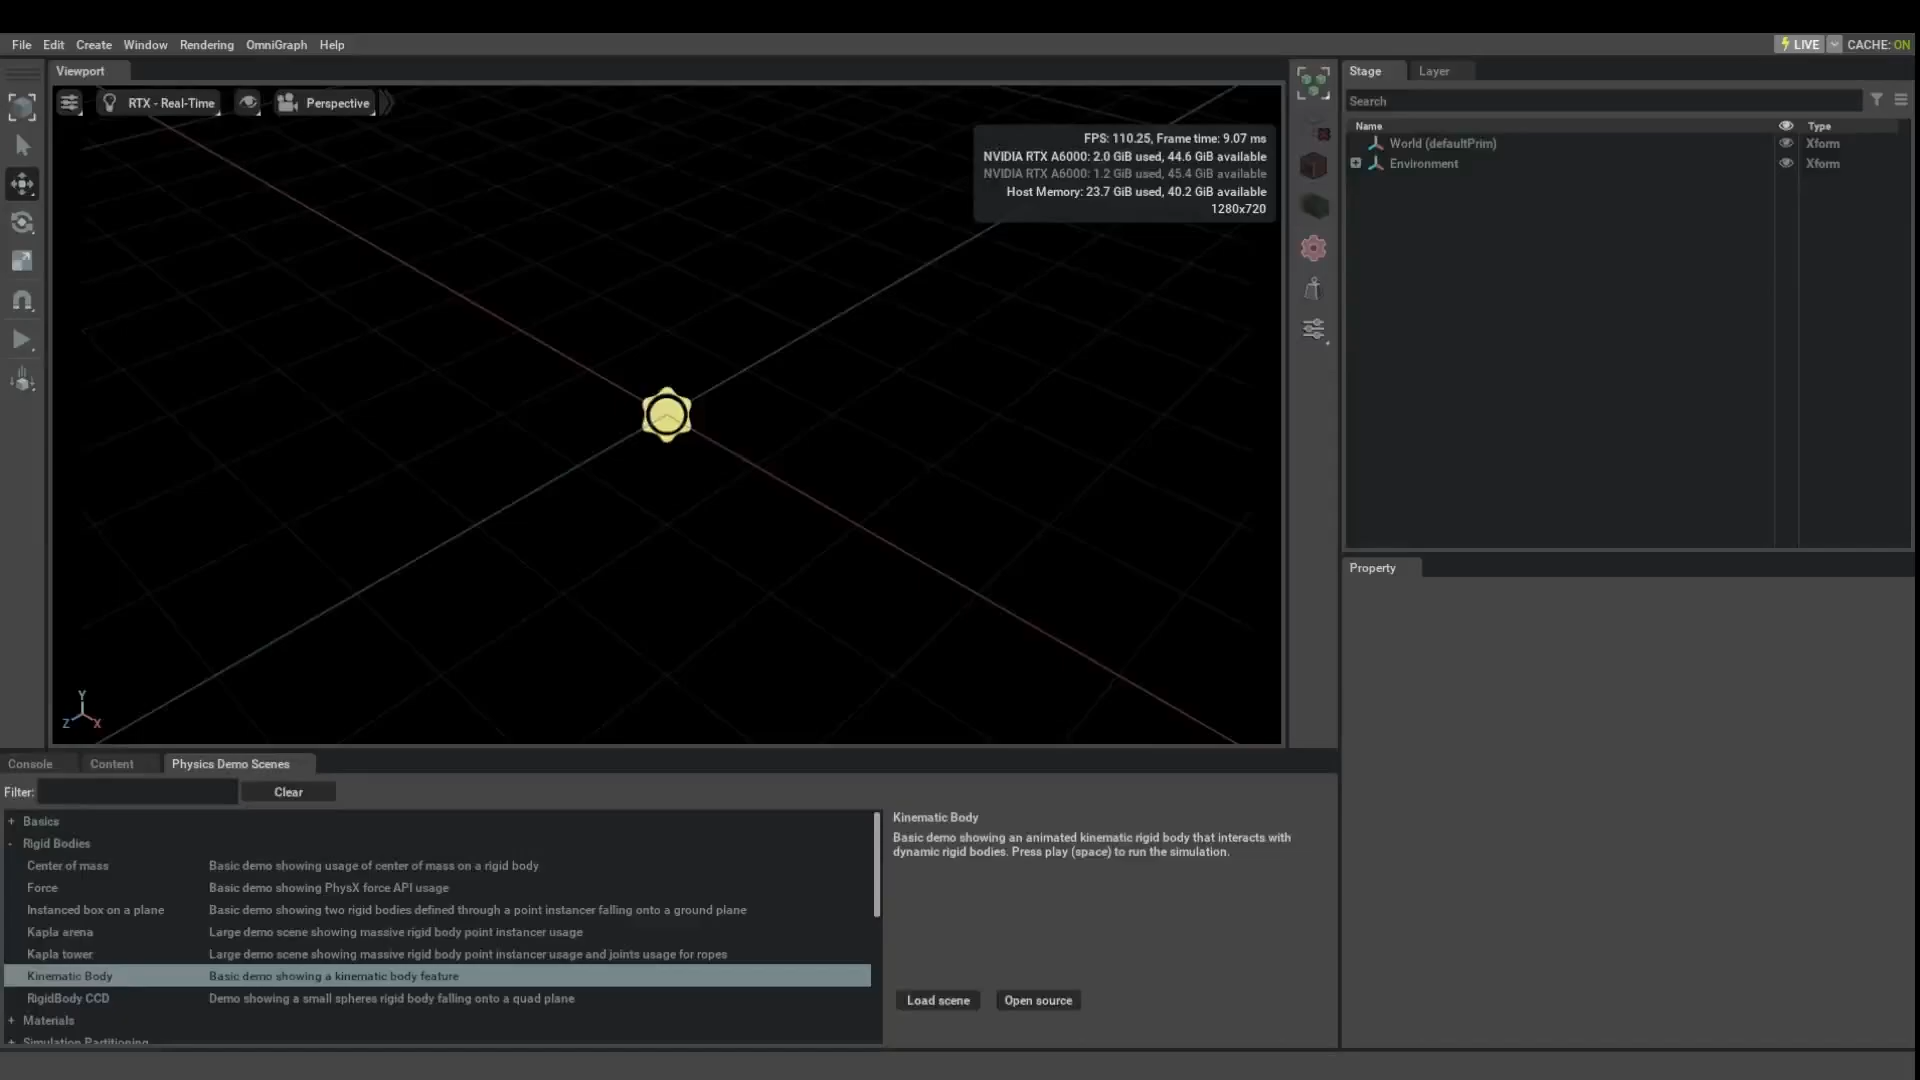 File Edit Create Window Rendering OmniGraph Help
LIVE CACHE: ON
Viewport
RTX - Real-Time Perspective
FPS: 110.25, Frame time: 9.07 ms
NVIDIA RTX A6000: 2.0 GiB used, 44.6 GiB available
NVIDIA RTX A6000: 1.2 GiB used, 45.4 GiB available
Host Memory: 23.7 GiB used, 40.2 GiB available
1280x720
Y
Z X
Stage Layer
Search
Name Type
World (defaultPrim) Xform
Environment Xform
Property
Console Content Physics Demo Scenes
Filter: Clear
+ Basics
- Rigid Bodies
Center of mass Basic demo showing usage of center of mass on a rigid body
Force Basic demo showing PhysX force API usage
Instanced box on a plane Basic demo showing two rigid bodies defined through a point instancer falling onto a ground plane
Kapla arena Large demo scene showing massive rigid body point instancer usage
Kapla tower Large demo scene showing massive rigid body point instancer usage and joints usage for ropes
Kinematic Body Basic demo showing a kinematic body feature
RigidBody CCD Demo showing a small spheres rigid body falling onto a quad plane
+ Materials
+ Simulation Partitioning
Kinematic Body
Basic demo showing an animated kinematic rigid body that interacts with
dynamic rigid bodies. Press play (space) to run the simulation.
Load scene Open source